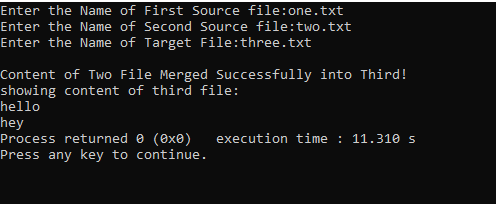 Enter the Name of First Source file:one.txt
Enter the Name of Second Source file:two.txt
Enter the Name of Target File:three.txt
Content of Two File Merged Successfully into Third!
showing content of third file:
hello
hey
Process returned 0 (0x0)   execution time : 11.310 s
Press any key to continue.